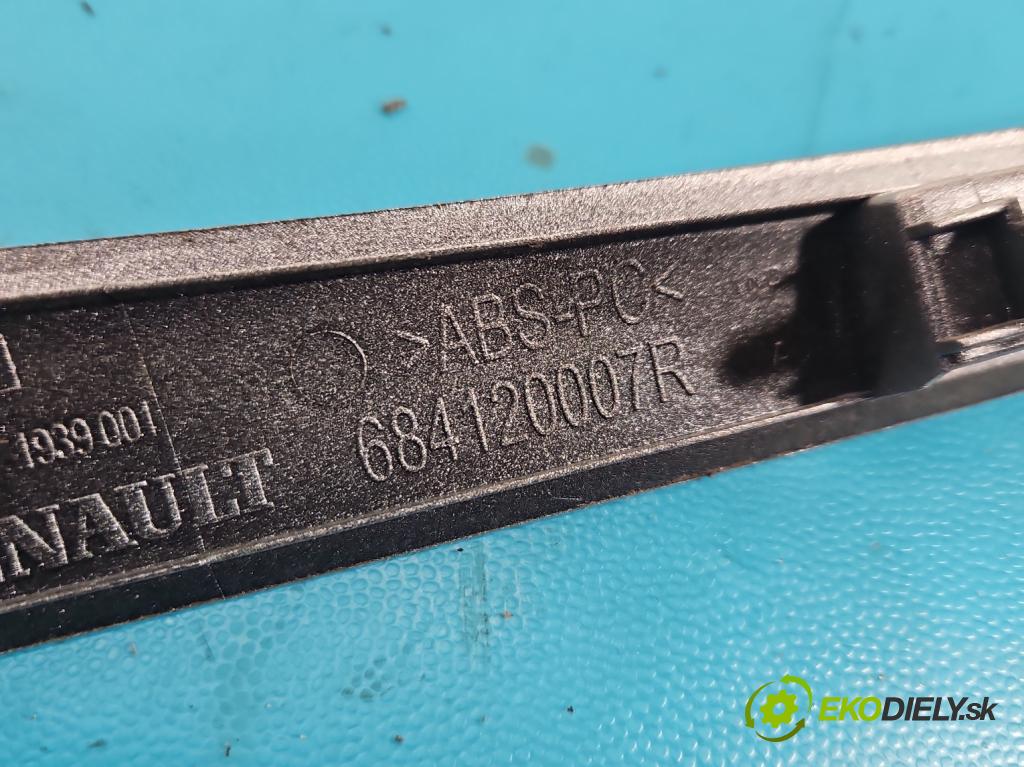 >ABS-PC<
684120007R
1939 001
NAULT
EKODIELY.sk